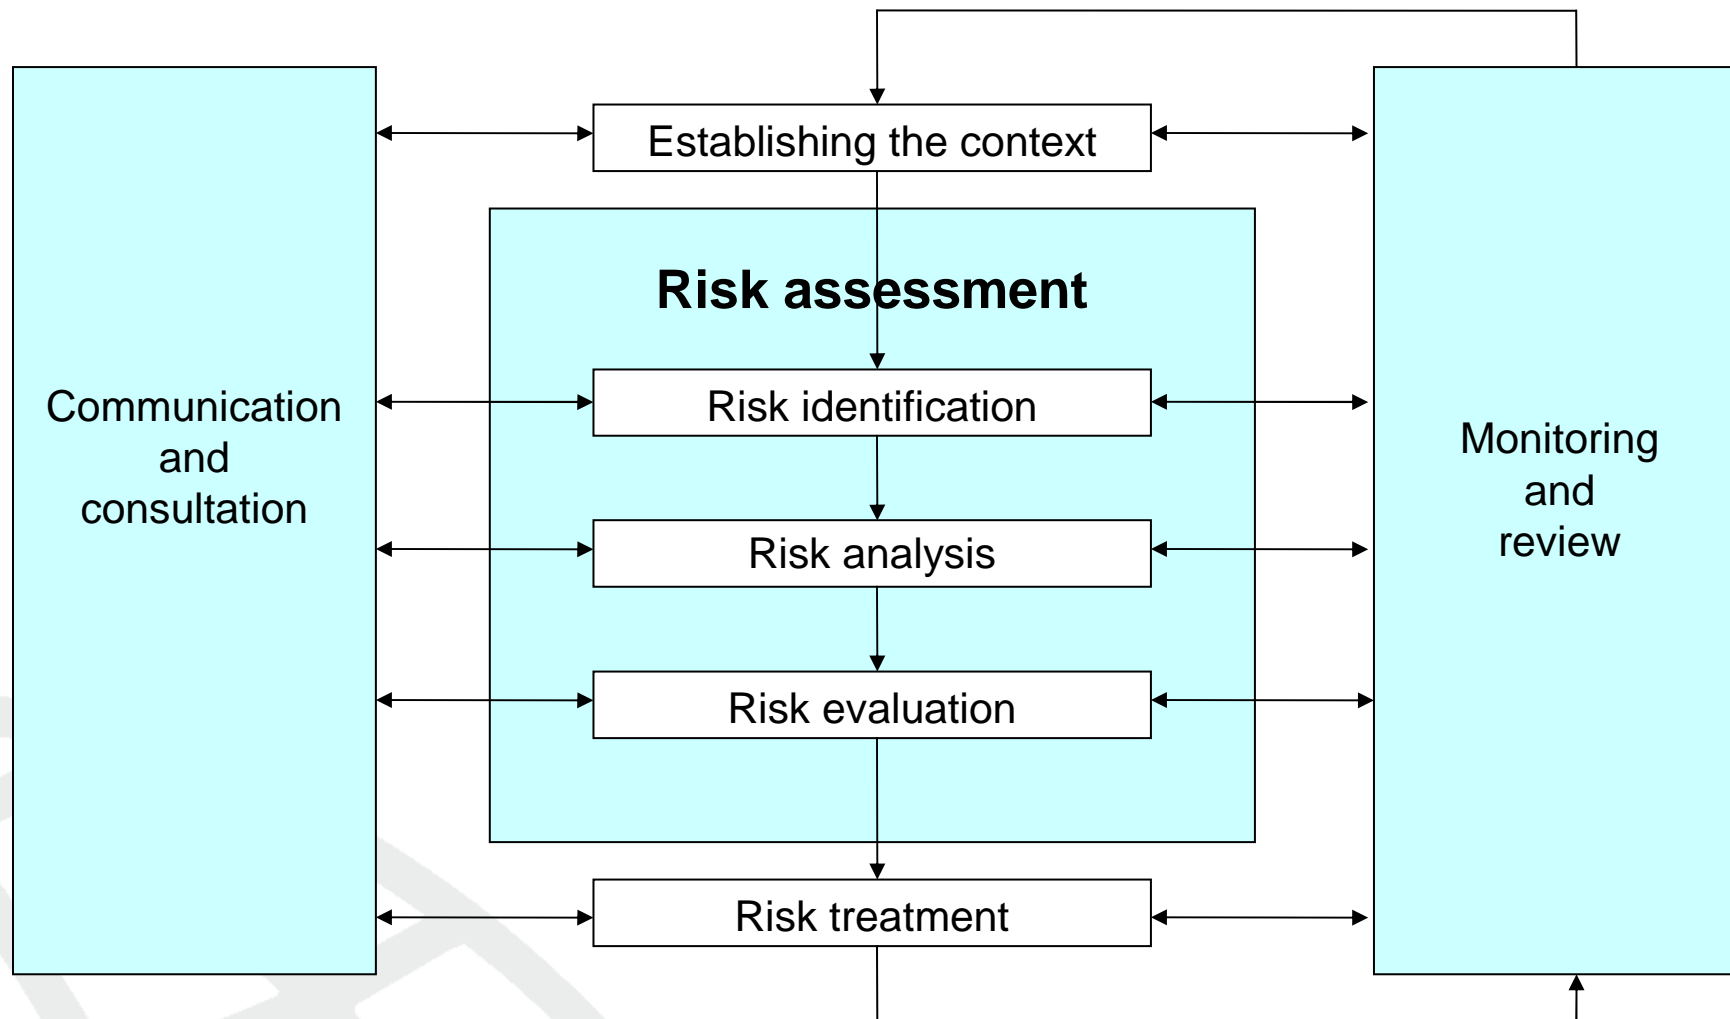 Establishing the context
Risk assessment
Communication
and
consultation
Risk identification
Risk analysis
Risk evaluation
Risk treatment
Monitoring
and
review